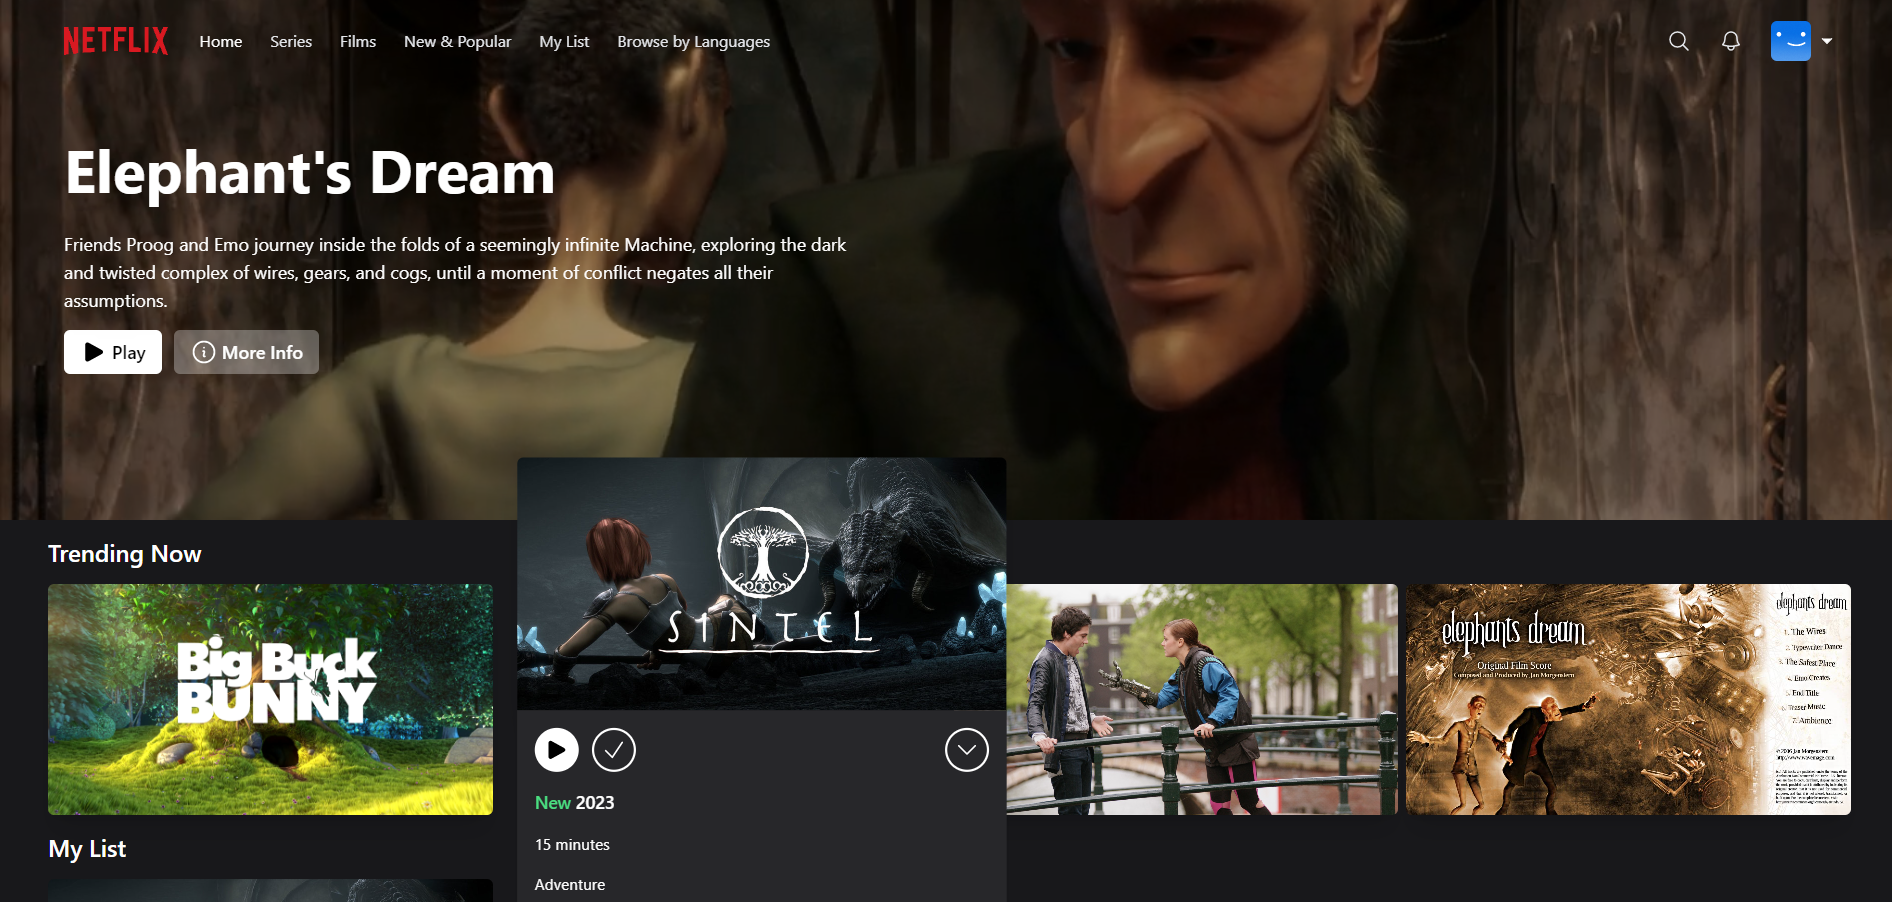 NETFLIX Home Series Films New & Popular My List Browse by Languages
Elephant's Dream
Friends Proog and Emo journey inside the folds of a seemingly infinite Machine, exploring the dark
and twisted complex of wires, gears, and cogs, until a moment of conflict negates all their
assumptions.
Play
More Info
Trending Now
Big Buck
BUNNY
SINTEL
New 2023
15 minutes
Adventure
elephants dream
Original Film Score
Composed and Produced by Jan Morgenstern
elephants dream
1. The Wires
2. Typewriter Dance
3. The Safest Place
4. Emo Creates
5. End Title
6. Teaser Music
7. Ambience
© 2006 Jan Morgenstern
My List